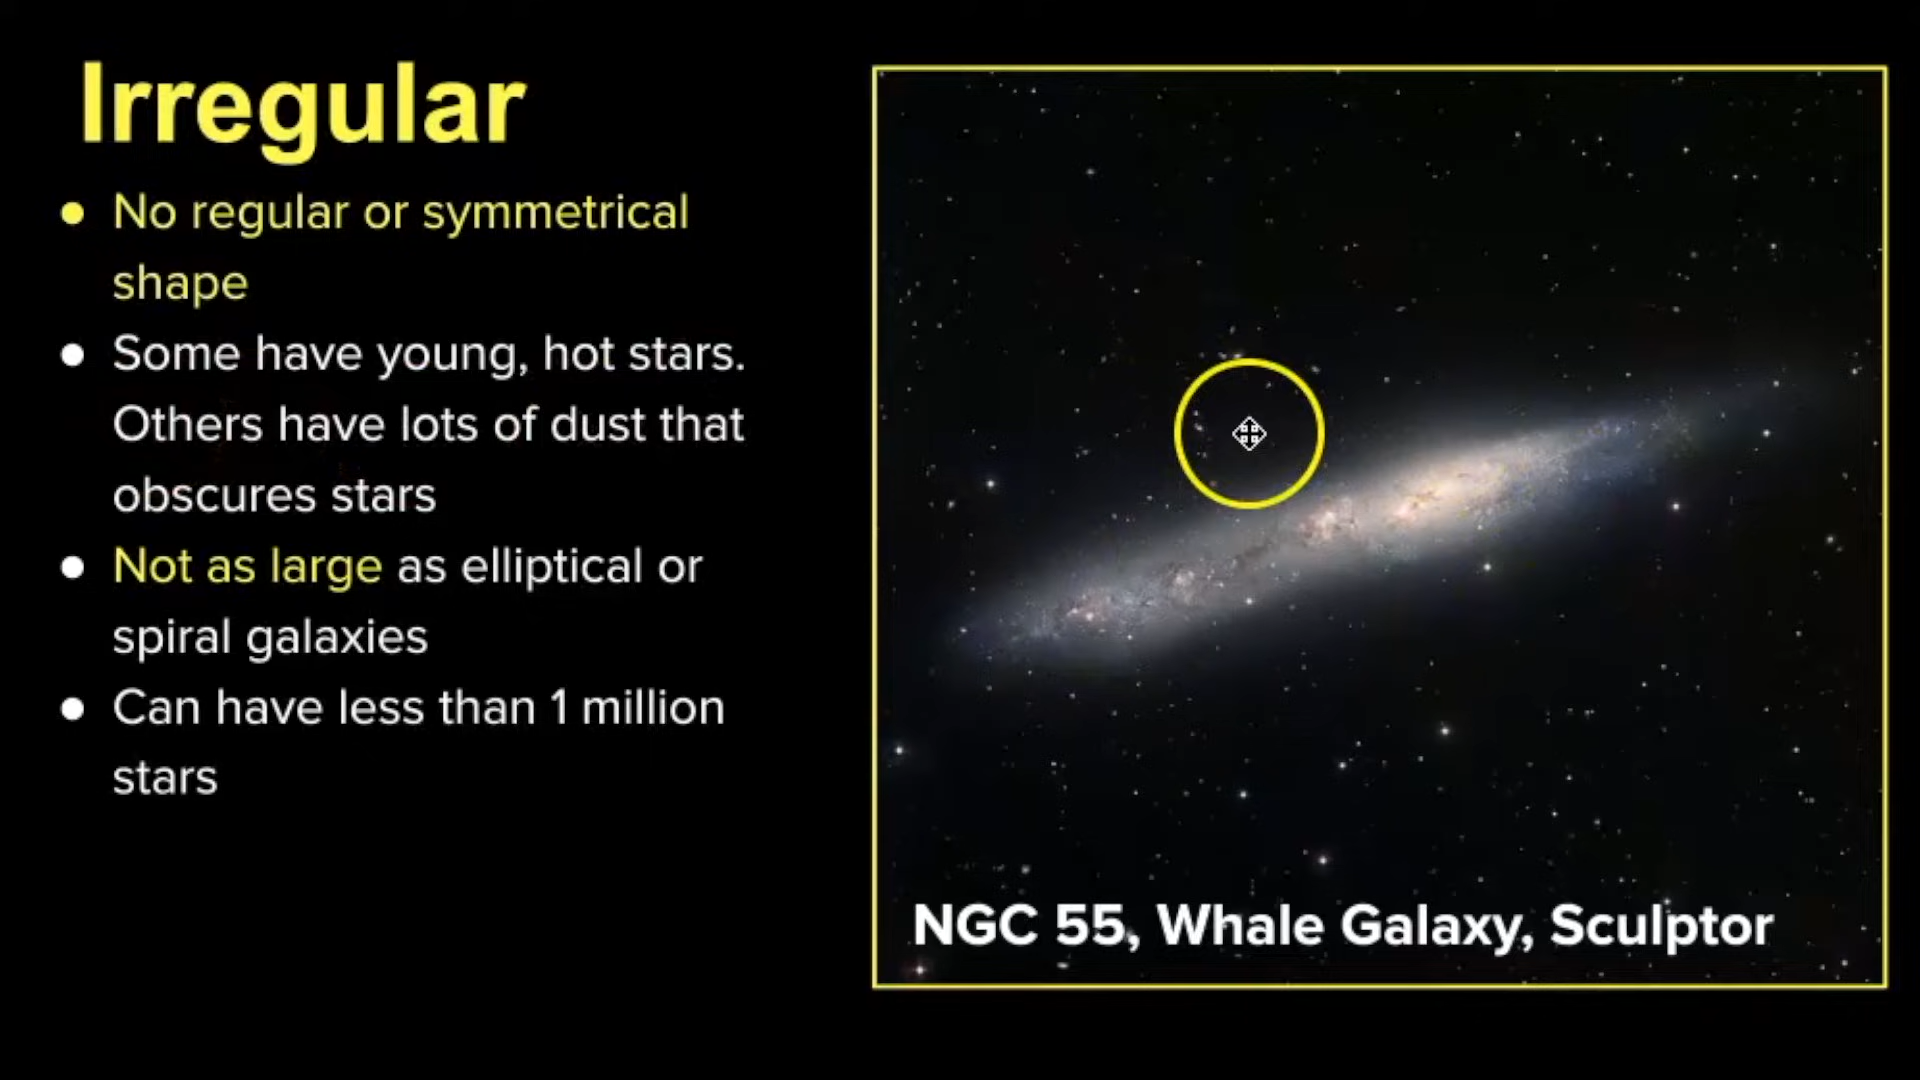 Irregular
● No regular or symmetrical
shape
● Some have young, hot stars.
Others have lots of dust that
obscures stars
● Not as large as elliptical or
spiral galaxies
● Can have less than 1 million
stars
NGC 55, Whale Galaxy, Sculptor